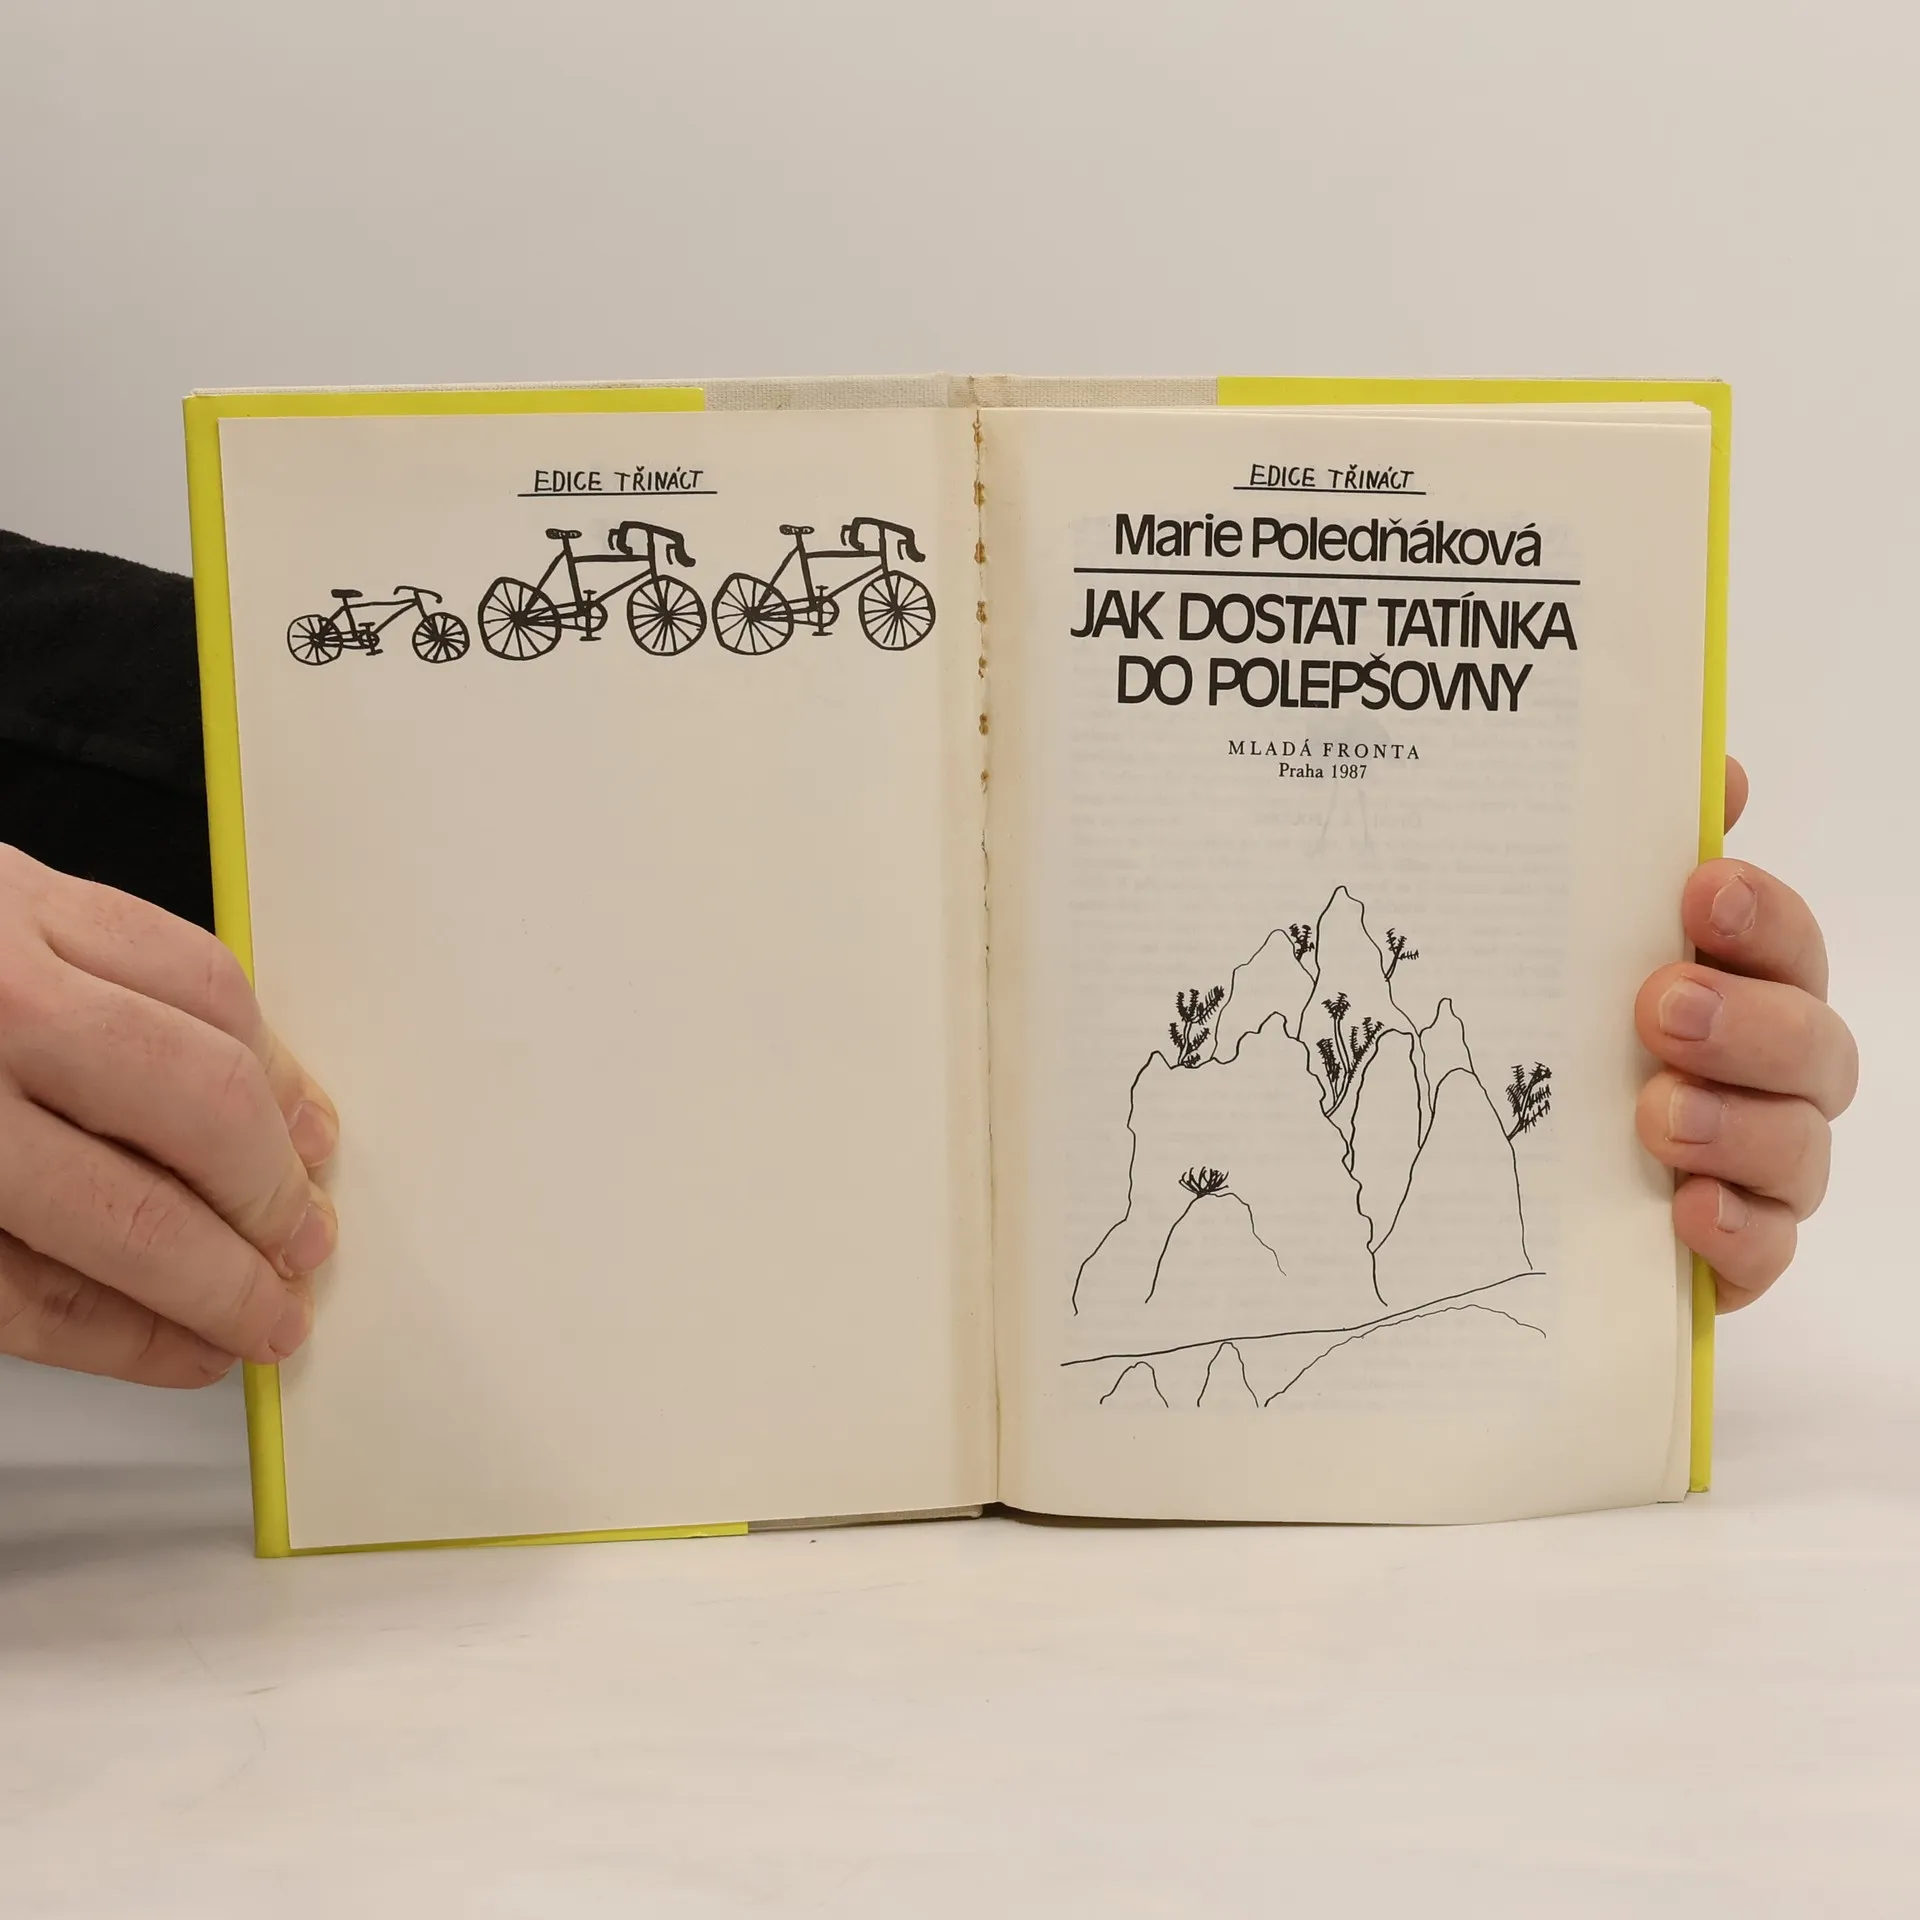 EDICE TŘINÁCT
EDICE TŘINÁCT
Marie Poledňáková
JAK DOSTAT TATÍNKA
DO POLEPŠOVNY
MLADÁ FRONTA
Praha 1987